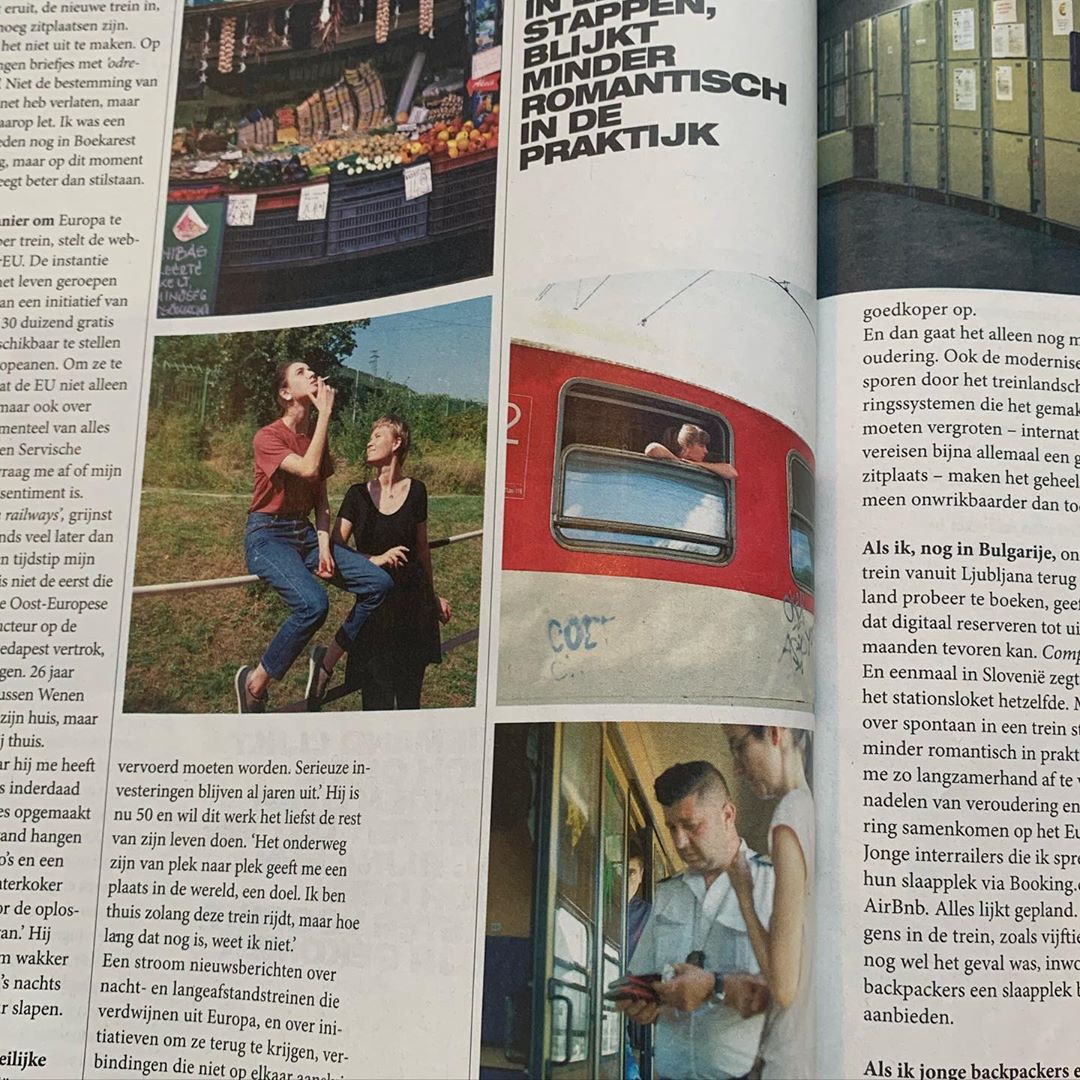 eruit, de nieuwe trein in,
noeg zitplaatsen zijn.
het niet uit te maken. Op
ngen briefjes met 'odre-
Niet de bestemming van
net heb verlaten, maar
aarop let. Ik was een
eden nog in Boekarest
g, maar op dit moment
eegt beter dan stilstaan.
nier om Europa te
per trein, stelt de web-
rEU. De instantie
het leven geroepen
an een initiatief van
30 duizend gratis
schikbaar te stellen
opeanen. Om ze te
at de EU niet alleen
maar ook over
menteel van alles
en Servische
vraag me af of mijn
sentiment is.
railways', grijnst
nds veel later dan
n tijdstip mijn
is niet de eerst die
e Oost-Europese
ucteur op de
edapest vertrok,
gen. 26 jaar
ussen Wenen
zijn huis, maar
j thuis.
ar hij me heeft
s inderdaad
es opgemaakt
and hangen
o's en een
terkoker
or de oplos-
van.' Hij
m wakker
's nachts
r slapen.
eilijke
vervoerd moeten worden. Serieuze in-
vesteringen blijven al jaren uit.' Hij is
nu 50 en wil dit werk het liefst de rest
van zijn leven doen. 'Het onderweg
zijn van plek naar plek geeft me een
plaats in de wereld, een doel. Ik ben
thuis zolang deze trein rijdt, maar hoe
lang dat nog is, weet ik niet.'
Een stroom nieuwsberichten over
nacht- en langeafstandstreinen die
verdwijnen uit Europa, en over ini-
tiatieven om ze terug te krijgen, ver-
bindingen die niet op elkaar
STAPPEN,
BLIJKT
MINDER
ROMANTISCH
IN DE
PRAKTIJK
2
goedkoper op.
En dan gaat het alleen nog m
oudering. Ook de modernise
sporen door het treinlandsch
ringssystemen die het gemak
moeten vergroten – internat
vereisen bijna allemaal een g
zitplaats – maken het geheel
meen onwrikbaarder dan toe
Als ik, nog in Bulgarije, on
trein vanuit Ljubljana terug
land probeer te boeken, geef
dat digitaal reserveren tot ui
maanden tevoren kan. Comp
En eenmaal in Slovenië zegt
het stationsloket hetzelfde. M
over spontaan in een trein st
minder romantisch in prakt
me zo langzamerhand af te v
nadelen van veroudering en
ring samenkomen op het Eu
Jonge interrailers die ik spre
hun slaapplek via Booking.c
AirBnb. Alles lijkt gepland.
gens in de trein, zoals vijftie
nog wel het geval was, inwo
backpackers een slaapplek b
aanbieden.
Als ik jonge backpackers e